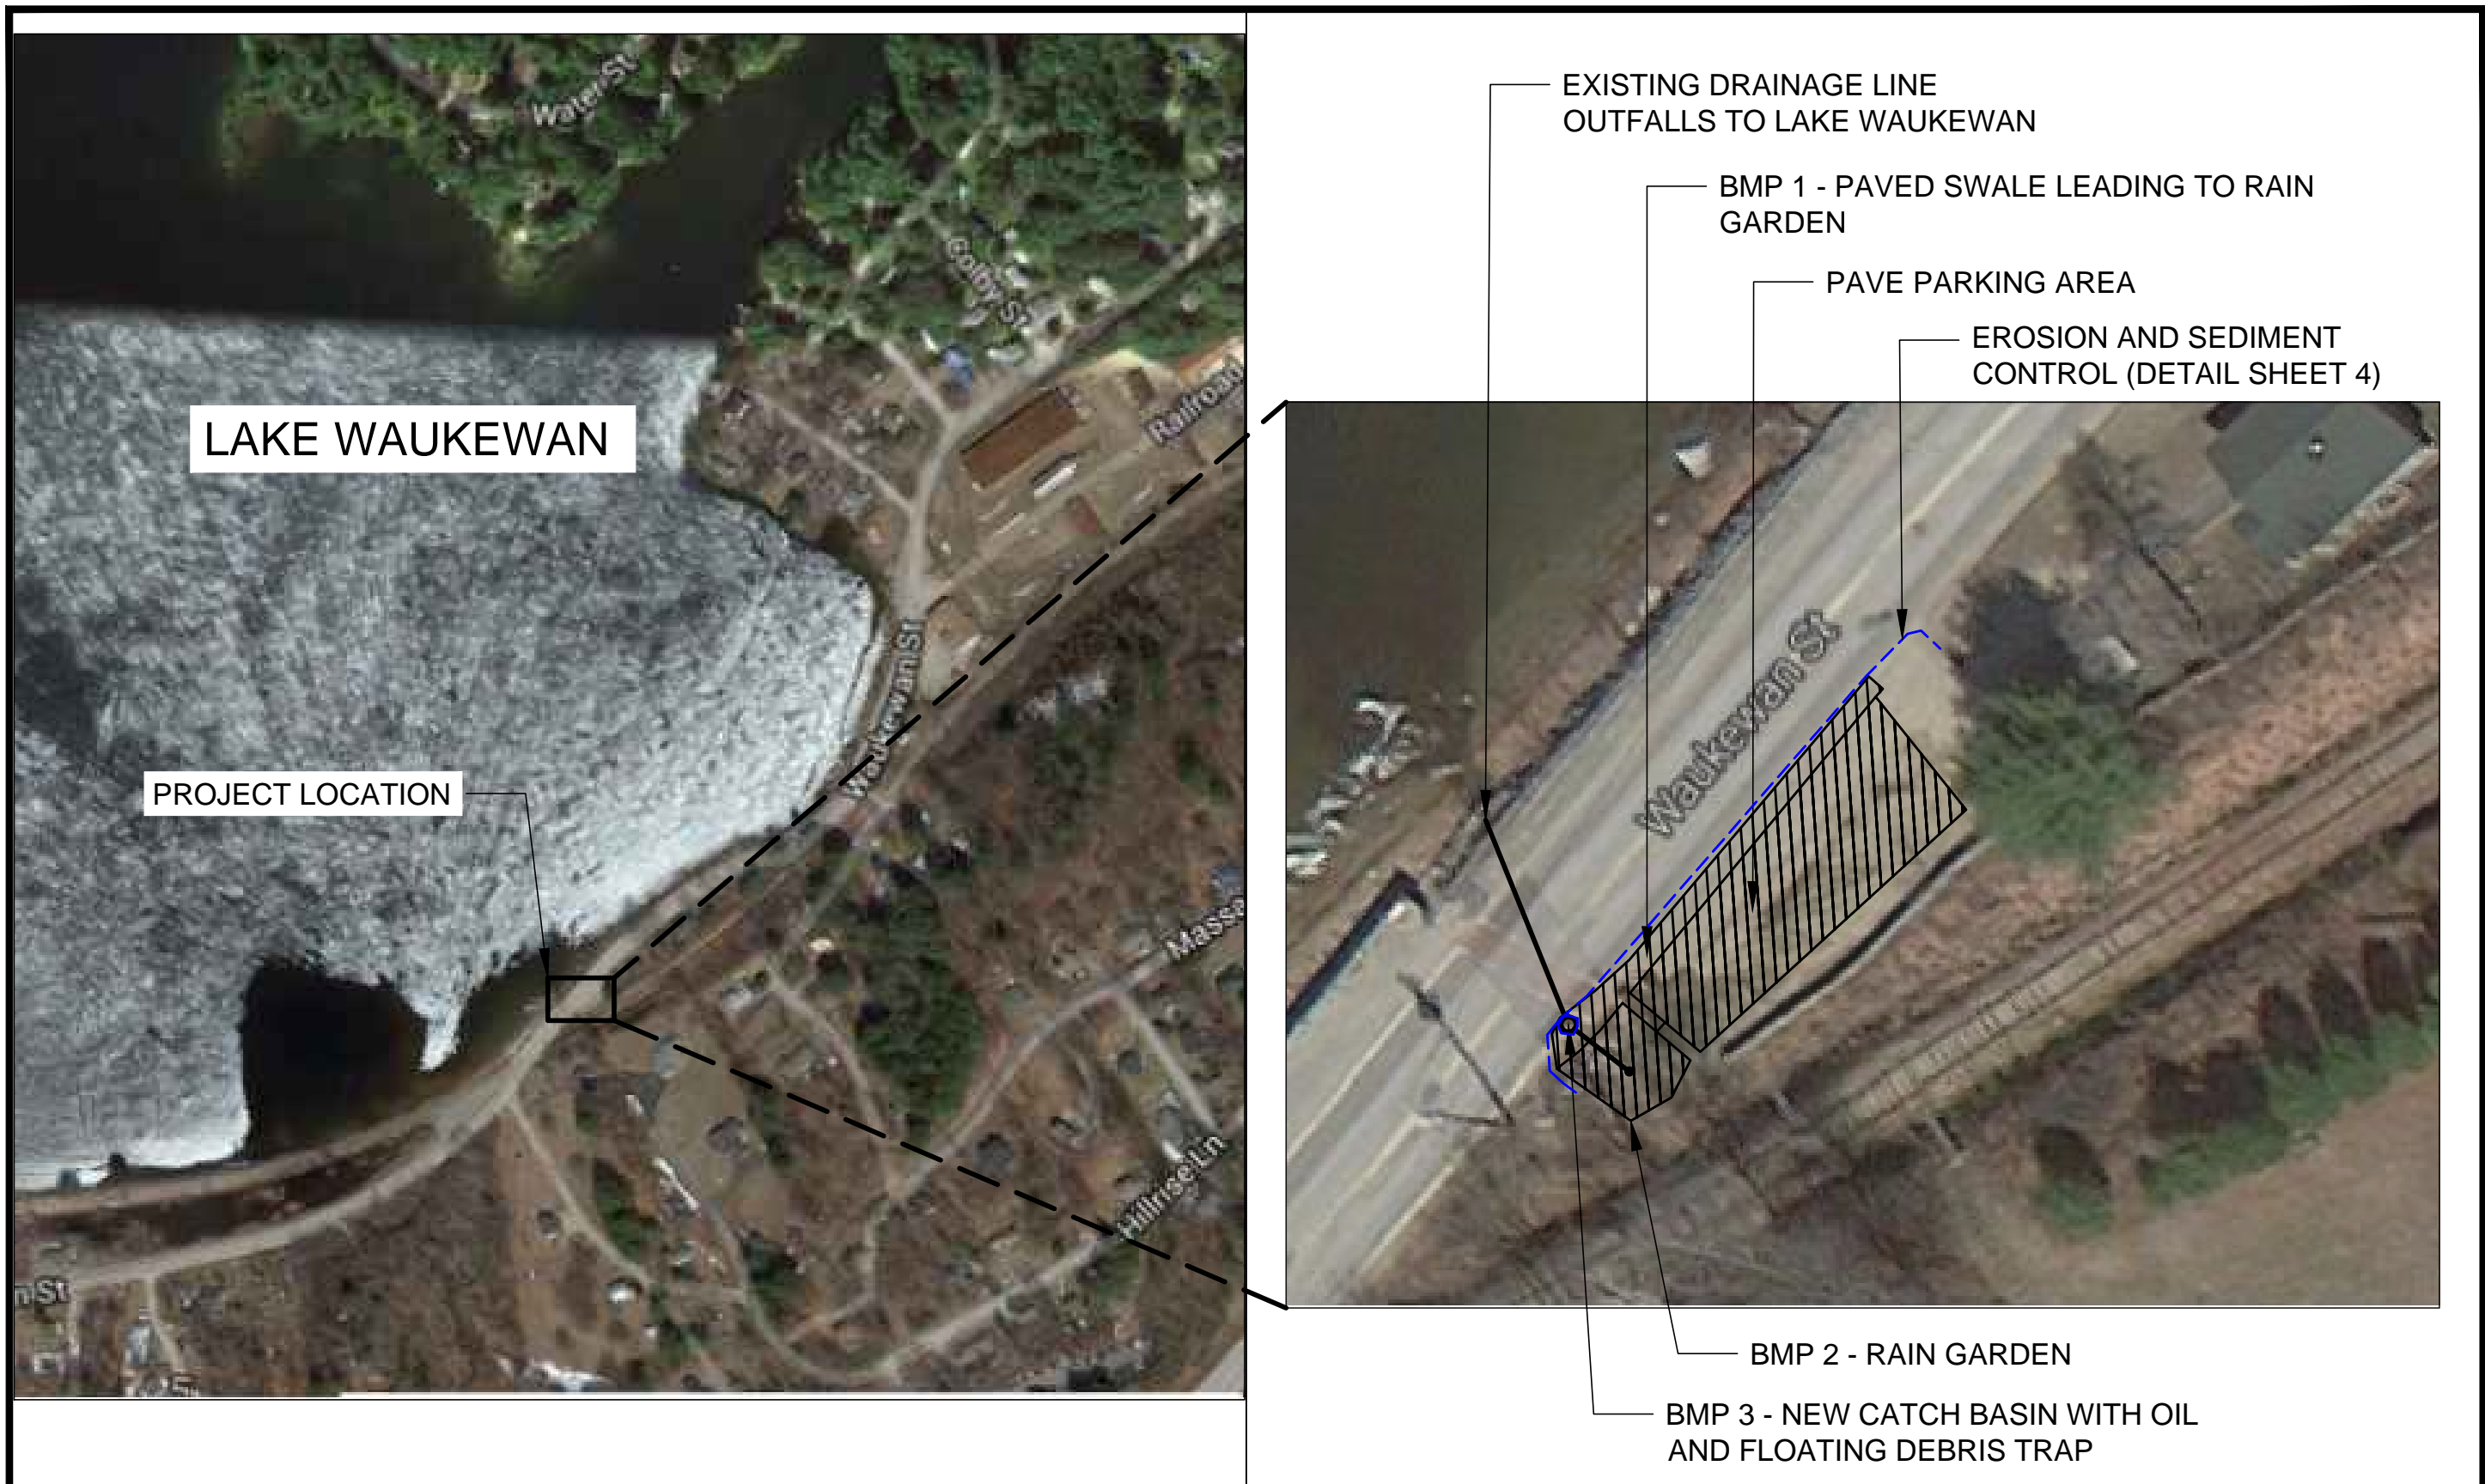 Water St
Colby St
LAKE WAUKEWAN
Railroad
Waukewan St
PROJECT LOCATION
Massa
Hillrise Ln
n St
EXISTING DRAINAGE LINE
OUTFALLS TO LAKE WAUKEWAN
BMP 1 - PAVED SWALE LEADING TO RAIN
GARDEN
PAVE PARKING AREA
EROSION AND SEDIMENT
CONTROL (DETAIL SHEET 4)
Waukewan St
BMP 2 - RAIN GARDEN
BMP 3 - NEW CATCH BASIN WITH OIL
AND FLOATING DEBRIS TRAP